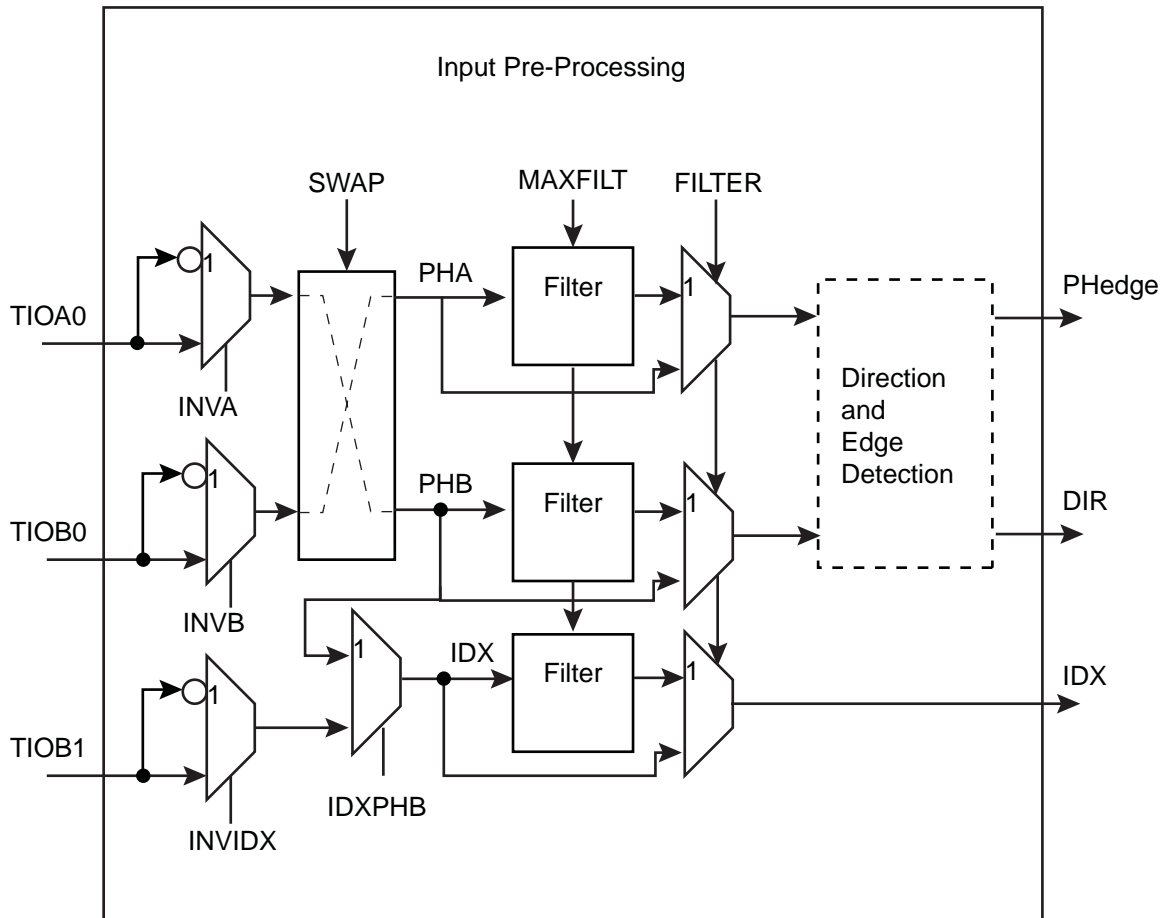 Input Pre-Processing
SWAP
MAXFILT
FILTER
1
PHA
Filter
1
PHedge
TIOA0
INVA
Direction
and
Edge
Detection
1
PHB
Filter
1
DIR
TIOB0
INVB
1
IDX
Filter
1
IDX
1
TIOB1
IDXPHB
INVIDX